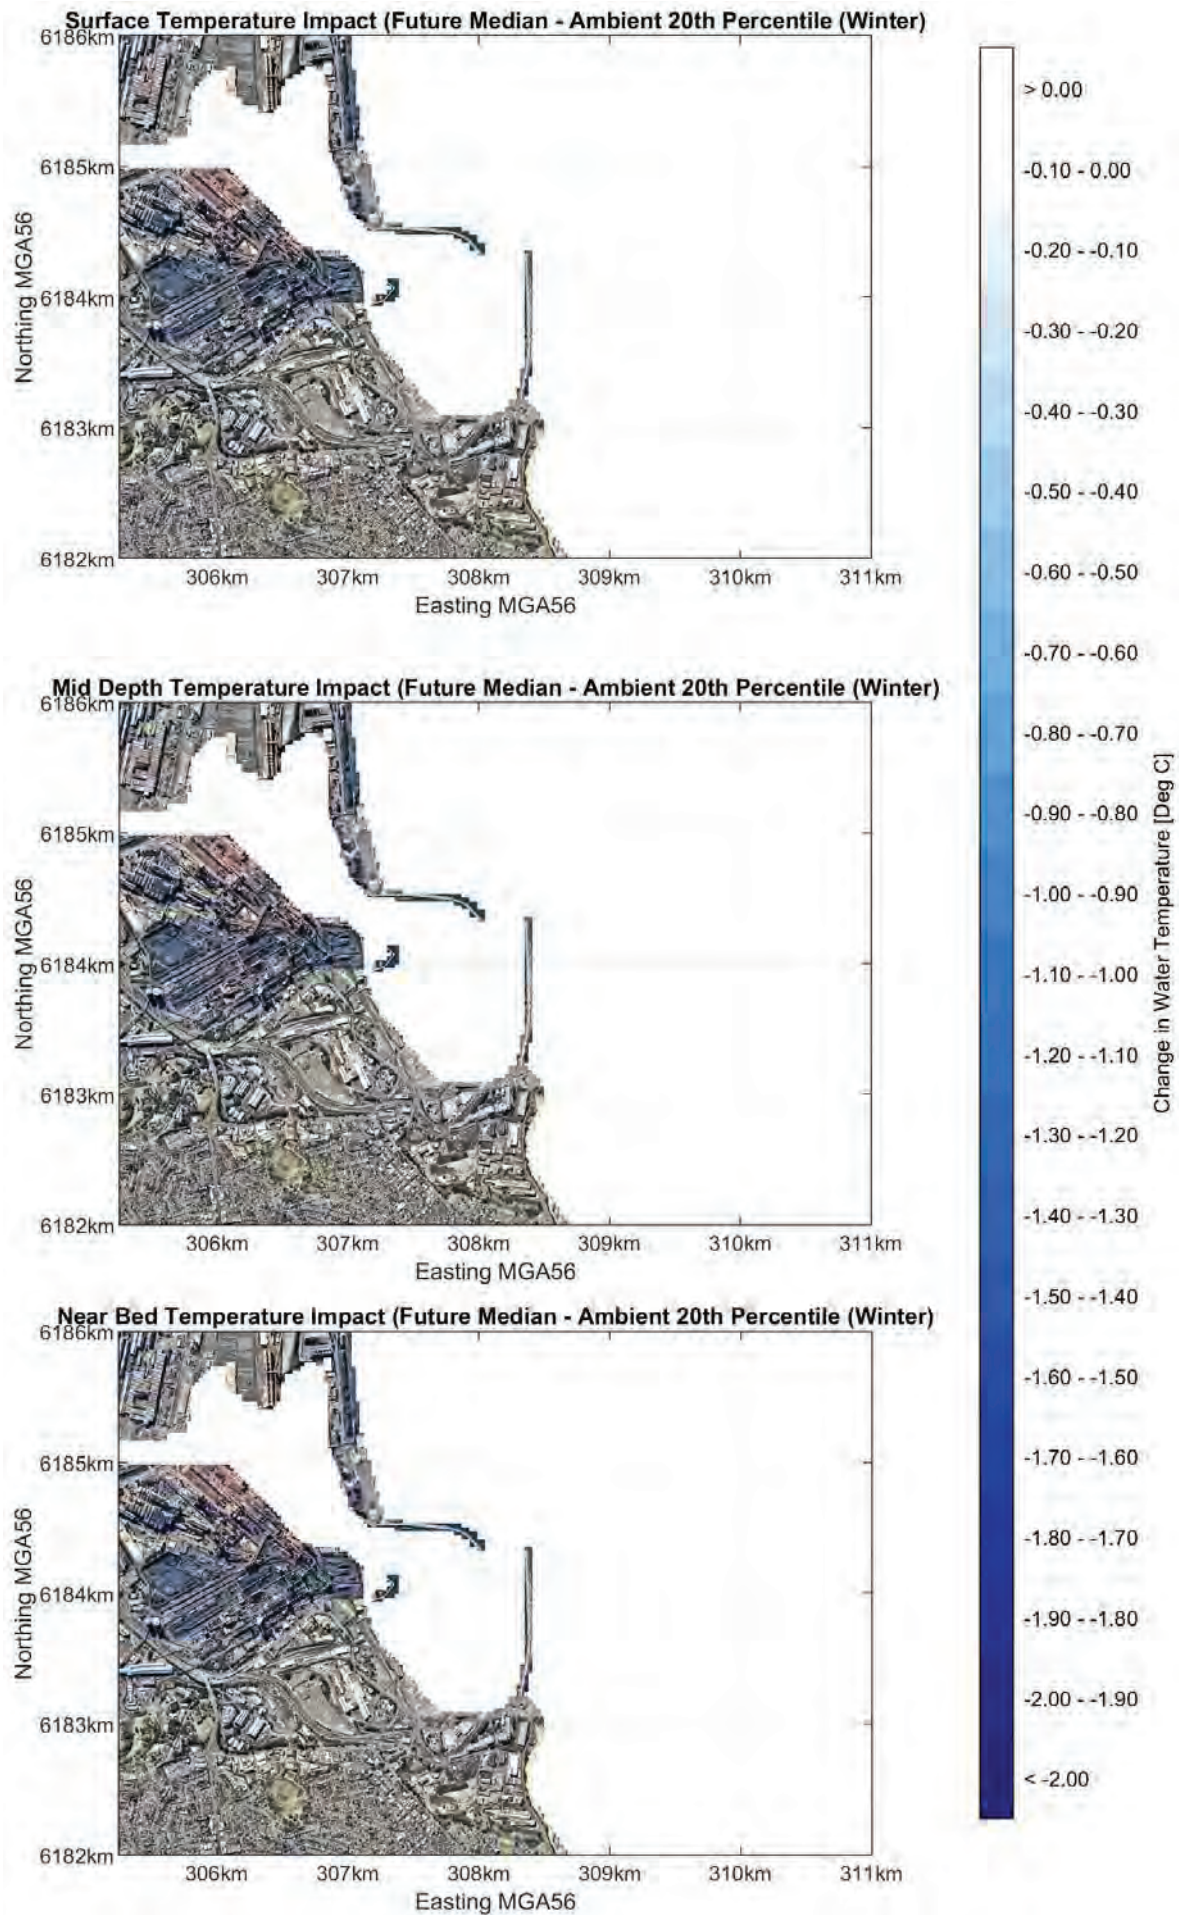 Surface Temperature Impact (Future Median - Ambient 20th Percentile (Winter)
6186km
6185km
6184km
6183km
6182km
Northing MGA56
306km 307km 308km 309km 310km 311km
Easting MGA56
Mid Depth Temperature Impact (Future Median - Ambient 20th Percentile (Winter)
6186km
6185km
6184km
6183km
6182km
Northing MGA56
306km 307km 308km 309km 310km 311km
Easting MGA56
Near Bed Temperature Impact (Future Median - Ambient 20th Percentile (Winter)
6186km
6185km
6184km
6183km
6182km
Northing MGA56
306km 307km 308km 309km 310km 311km
Easting MGA56
> 0.00
-0.10 - 0.00
-0.20 - -0.10
-0.30 - -0.20
-0.40 - -0.30
-0.50 - -0.40
-0.60 - -0.50
-0.70 - -0.60
-0.80 - -0.70
-0.90 - -0.80
-1.00 - -0.90
-1.10 - -1.00
-1.20 - -1.10
-1.30 - -1.20
-1.40 - -1.30
-1.50 - -1.40
-1.60 - -1.50
-1.70 - -1.60
-1.80 - -1.70
-1.90 - -1.80
-2.00 - -1.90
< -2.00
Change in Water Temperature [Deg C]